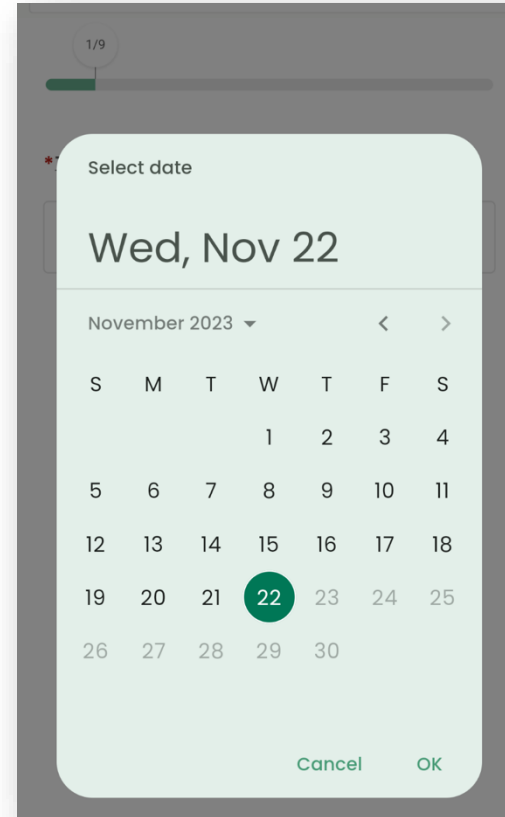 1/9
*
Select date
Wed, Nov 22
November 2023
S M T W T F S
1 2 3 4
5 6 7 8 9 10 11
12 13 14 15 16 17 18
19 20 21 22 23 24 25
26 27 28 29 30
Cancel OK